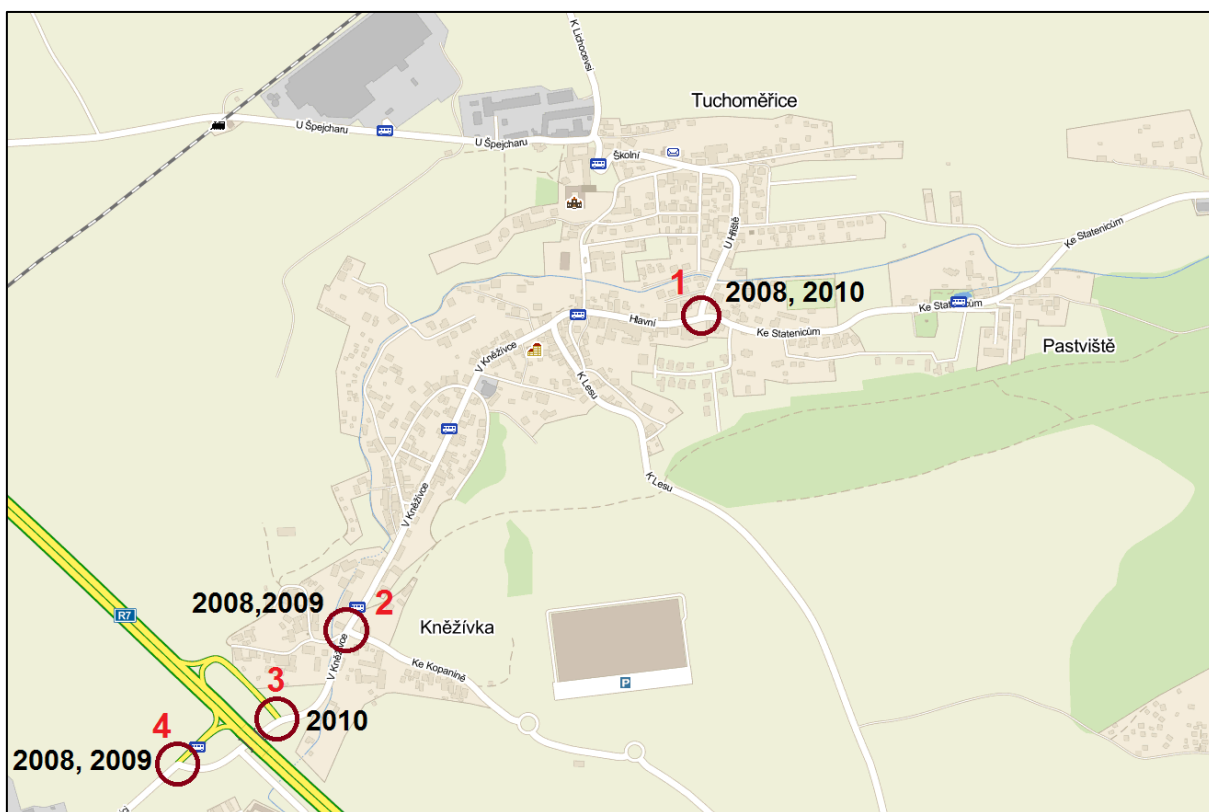 K Lichocevsi
Tuchoměřice
U Špejcharu
U Špejcharu
Školní
U Hřiště
Ke Statenicům
1
2008, 2010
Ke Statenicům
Hlavní
Ke Statenicům
V Kněžívce
Pastviště
K Lesu
K Lesu
V Kněžívce
R7
2008,2009
2
Kněžívka
V Kněžívce
Ke Kopanině
P
3
2010
4
2008, 2009